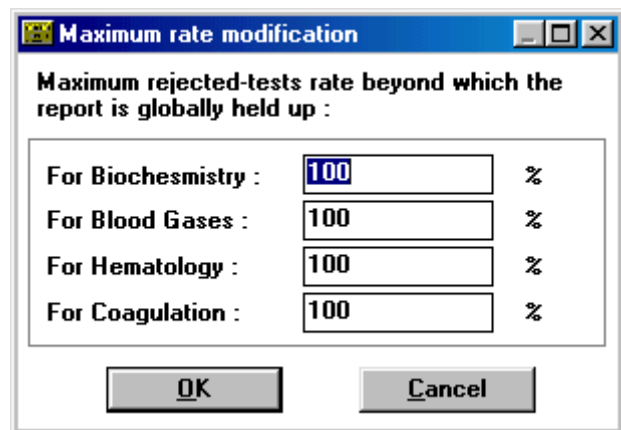 Maximum rate modification
Maximum rejected-tests rate beyond which the
report is globally held up :
For Biochesmistry : 100 %
For Blood Gases : 100 %
For Hematology : 100 %
For Coagulation : 100 %
OK Cancel